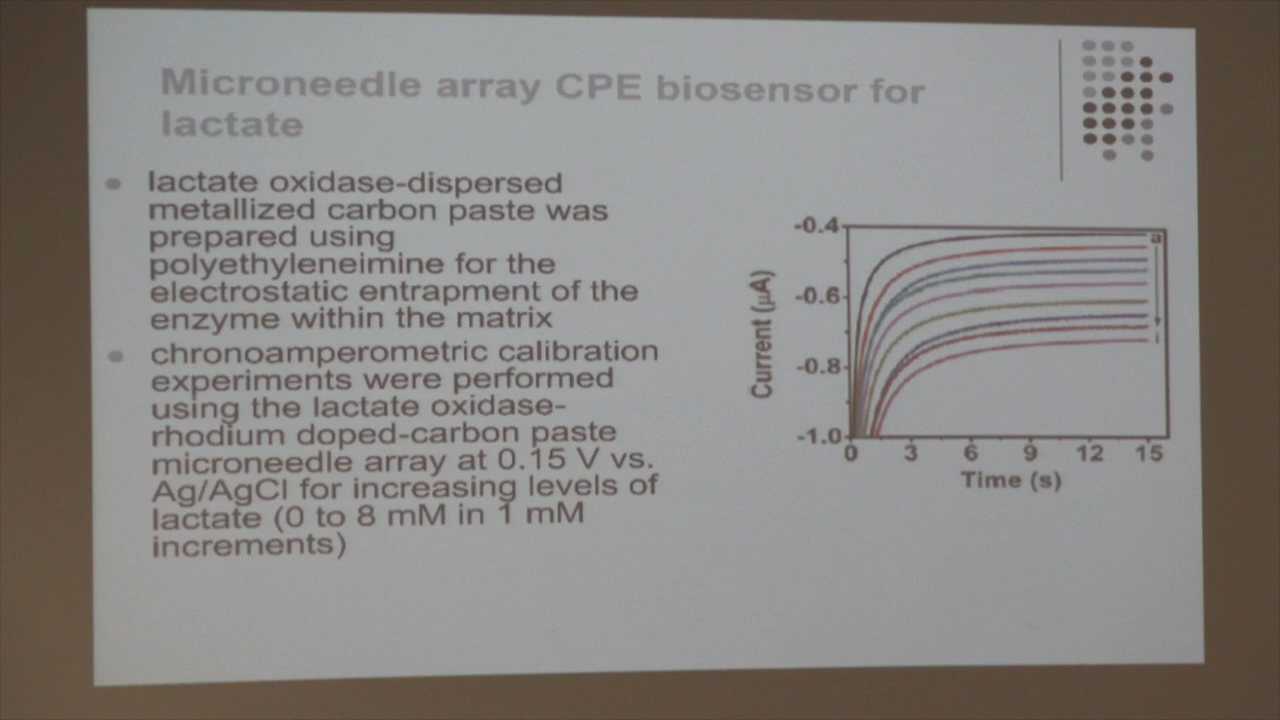 Microneedle array CPE biosensor for
lactate
lactate oxidase-dispersed
metallized carbon paste was
prepared using
polyethyleneimine for the
electrostatic entrapment of the
enzyme within the matrix
chronoamperometric calibration
experiments were performed
using the lactate oxidase-
rhodium doped-carbon paste
microneedle array at 0.15 V vs.
Ag/AgCl for increasing levels of
lactate (0 to 8 mM in 1 mM
increments)
-0.4
-0.6
-0.8
-1.0
Current (µA)
a
i
0 3 6 9 12 15
Time (s)